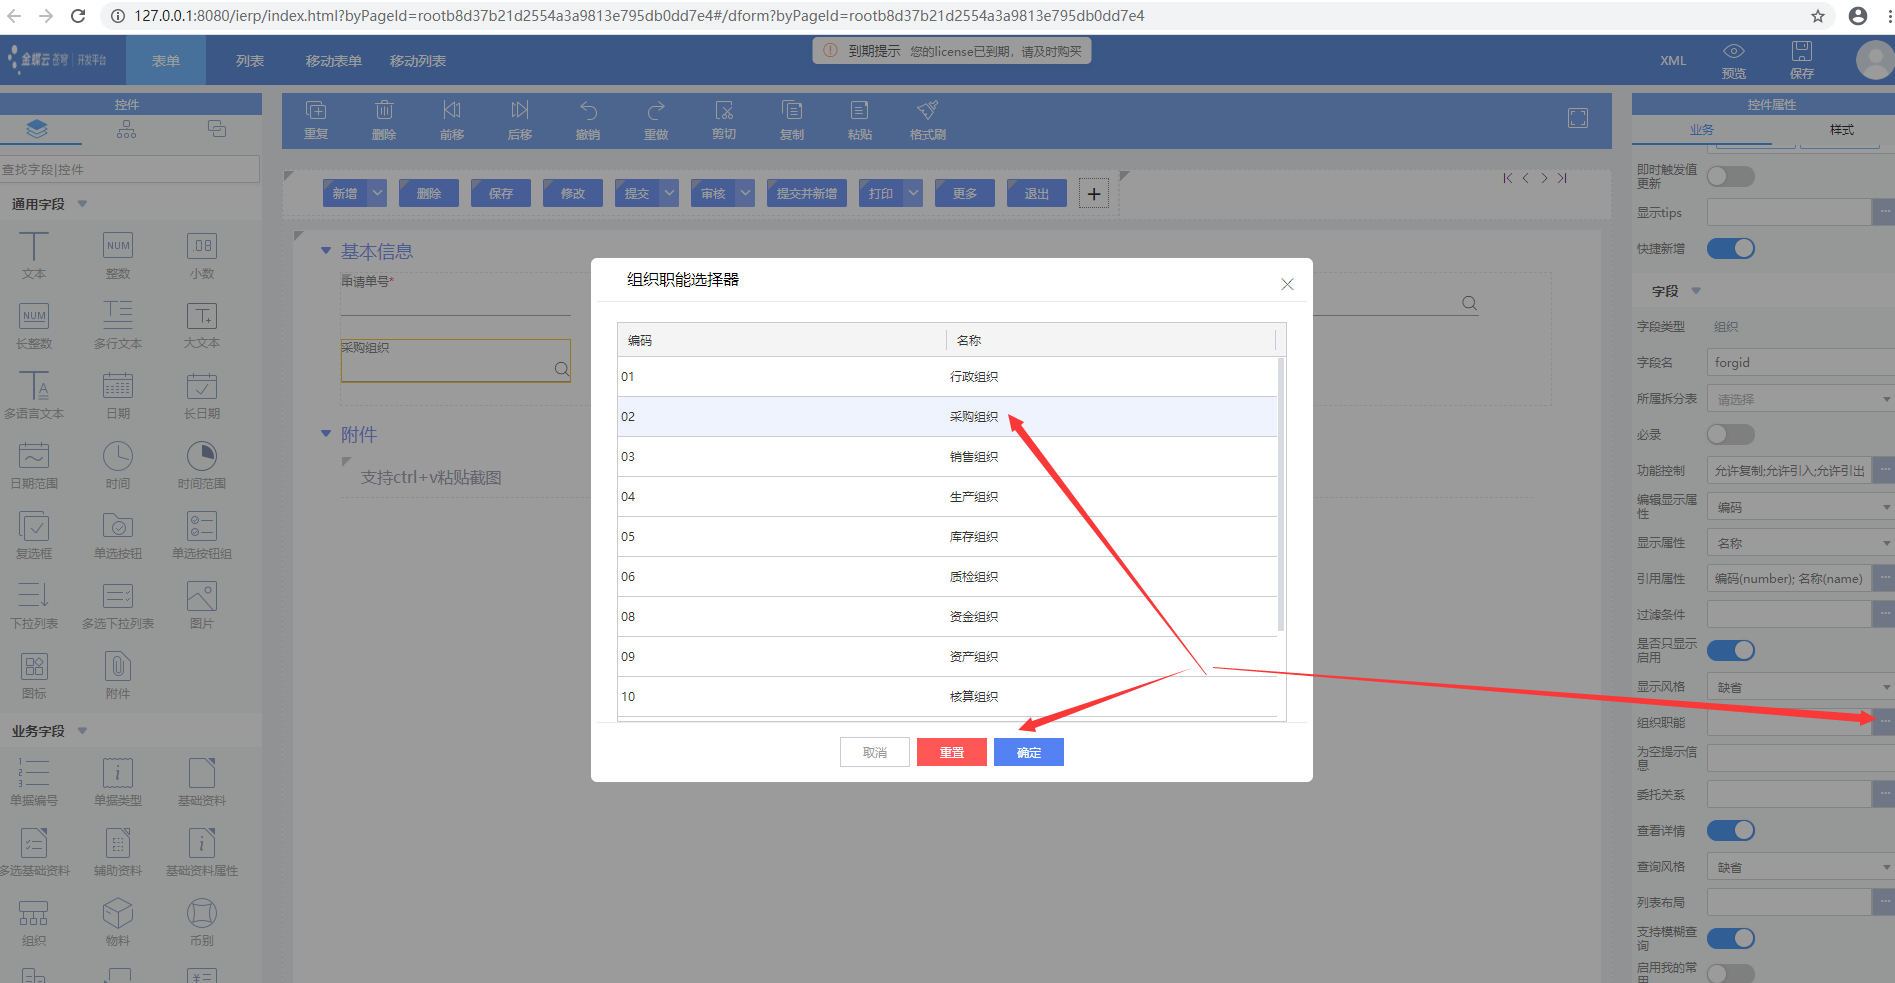 127.0.0.1:8080/ierp/index.html?byPageId=rootb8d37b21d2554a3a9813e795db0dd7e4#/dform?byPageId=rootb8d37b21d2554a3a9813e795db0dd7e4
金蝶云 苍穹 | 开发平台
表单
列表
移动表单
移动列表
到期提示 您的license已到期，请及时购买
XML
预览
保存
控件
查找字段|控件
通用字段
文本
整数
小数
长整数
多行文本
大文本
多语言文本
日期
长日期
日期范围
时间
时间范围
复选框
单选按钮
单选按钮组
下拉列表
多选下拉列表
图片
图标
附件
业务字段
单据编号
单据类型
基础资料
多选基础资料
辅助资料
基础资料属性
组织
物料
币别
重复
删除
前移
后移
撤销
重做
剪切
复制
粘贴
格式刷
新增
删除
保存
修改
提交
审核
提交并新增
打印
更多
退出
基本信息
申请单号*
采购组织
附件
支持ctrl+v粘贴截图
组织职能选择器
编码 名称
01 行政组织
02 采购组织
03 销售组织
04 生产组织
05 库存组织
06 质检组织
08 资金组织
09 资产组织
10 核算组织
取消
重置
确定
控件属性
业务
样式
即时触发值更新
显示tips
快捷新增
字段
字段类型 组织
字段名 forgid
所属拆分表 请选择
必录
功能控制 允许复制;允许引入;允许引出
编辑显示属性 编码
显示属性 名称
引用属性 编码(number); 名称(name)
过滤条件
是否只显示启用
显示风格 缺省
组织职能
为空提示信息
委托关系
查看详情
查询风格 缺省
列表布局
支持模糊查询
启用我的常用